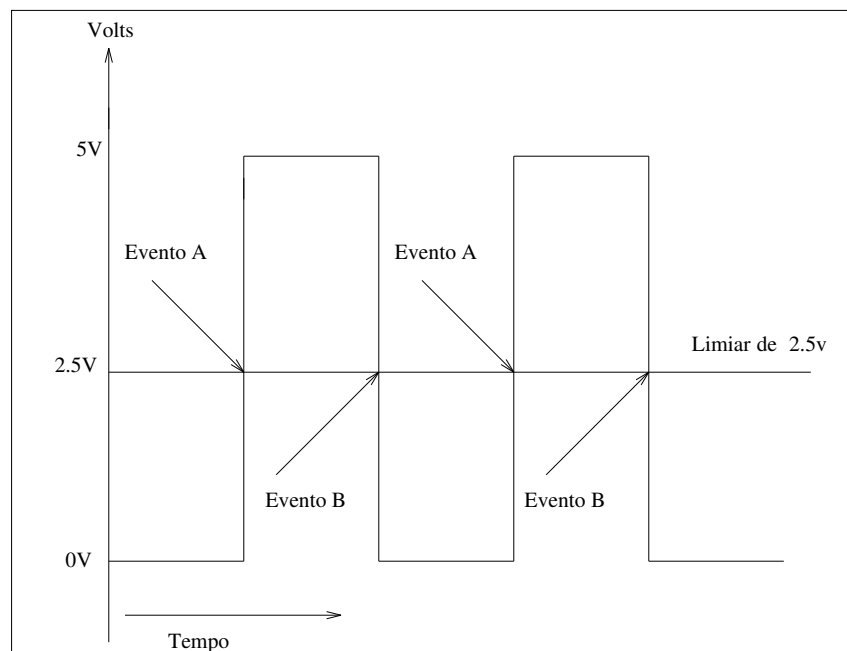 Volts
5V
Evento A
Evento A
Limiar de 2.5v
2.5V
Evento B
Evento B
0V
Tempo